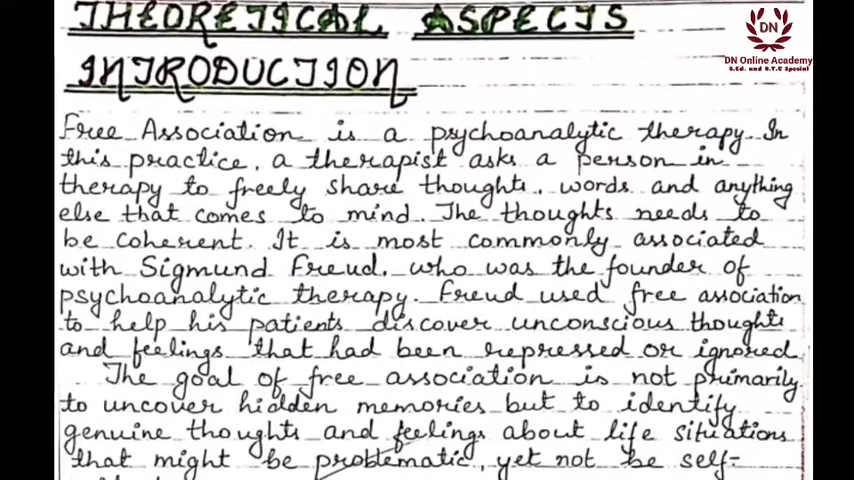 THEORETICAL ASPECTS
DN
DN Online Academy
B.Ed. and B.T.C Special
INTRODUCTION
Free Association is a psychoanalytic therapy. In
this practice, a therapist asks a person in
therapy to freely share thoughts, words and anything
else that comes to mind. The thoughts needs to
be coherent. It is most commonly associated
with Sigmund Freud, who was the founder of
psychoanalytic therapy. Freud used free association
to help his patients discover unconscious thoughts
and feelings that had been repressed or ignored
The goal of free association is not primarily
to uncover hidden memories but to identify
genuine thoughts and feelings about life situations
that might be problematic, yet not be self-